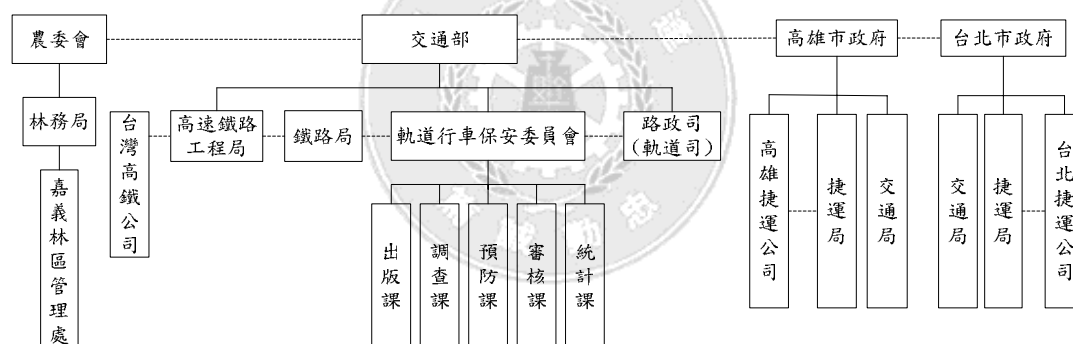 農委會
交通部
高雄市政府
台北市政府
林務局
台灣高鐵公司
高速鐵路
工程局
鐵路局
軌道行車保安委員會
路政司
(軌道司)
嘉義林區管理處
出版課
調查課
預防課
審核課
統計課
高雄捷運公司
捷運局
交通局
交通局
捷運局
台北捷運公司